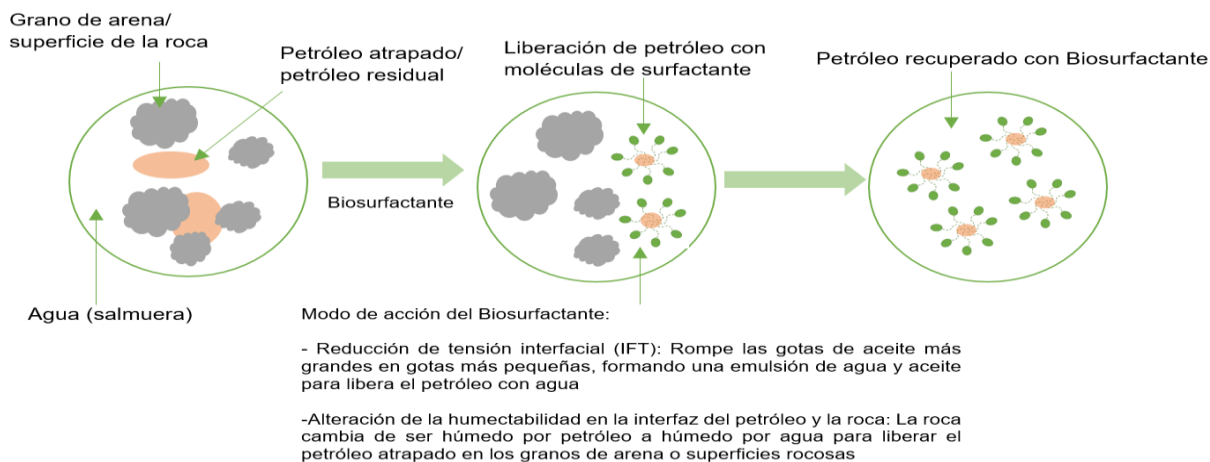 Grano de arena/
superficie de la roca
Petróleo atrapado/
petróleo residual
Liberación de petróleo con
moléculas de surfactante
Petróleo recuperado con Biosurfactante
Biosurfactante
Agua (salmuera)
Modo de acción del Biosurfactante:
- Reducción de tensión interfacial (IFT): Rompe las gotas de aceite más
grandes en gotas más pequeñas, formando una emulsión de agua y aceite
para libera el petróleo con agua
-Alteración de la humectabilidad en la interfaz del petróleo y la roca: La roca
cambia de ser húmedo por petróleo a húmedo por agua para liberar el
petróleo atrapado en los granos de arena o superficies rocosas